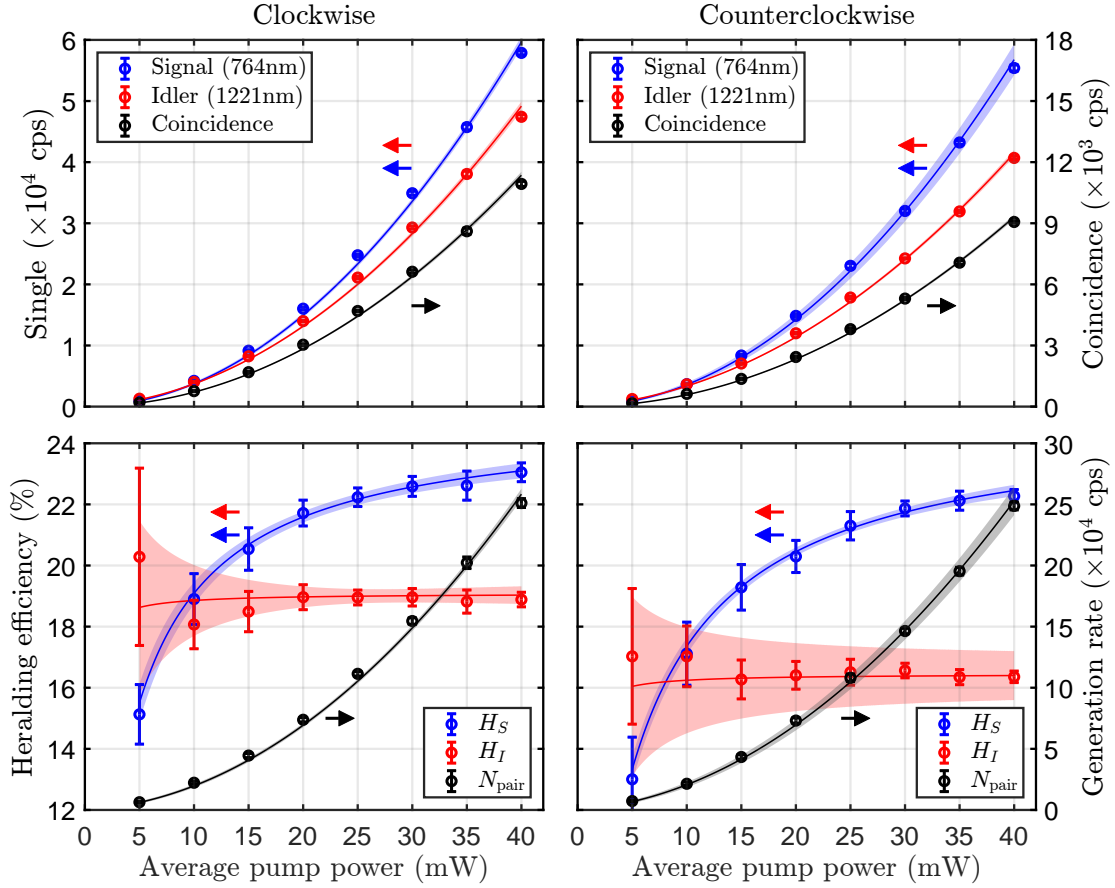 Clockwise
Counterclockwise
Signal (764nm)
Idler (1221nm)
Coincidence
Signal (764nm)
Idler (1221nm)
Coincidence
Single (×10⁴ cps)
6
5
4
3
2
1
0
Coincidence (×10³ cps)
18
15
12
9
6
3
0
Heralding efficiency (%)
24
22
20
18
16
14
12
H_S
H_I
N_pair
H_S
H_I
N_pair
Generation rate (×10⁴ cps)
30
25
20
15
10
5
0
0 5 10 15 20 25 30 35 40
0 5 10 15 20 25 30 35 40
Average pump power (mW)
Average pump power (mW)